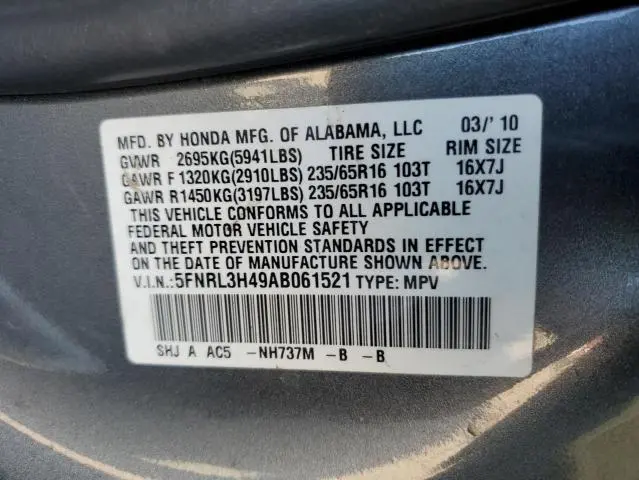 MFD. BY HONDA MFG. OF ALABAMA, LLC 03/' 10
GVWR 2695KG(5941LBS) TIRE SIZE RIM SIZE
GAWR F1320KG(2910LBS) 235/65R16 103T 16X7J
GAWR R1450KG(3197LBS) 235/65R16 103T 16X7J
THIS VEHICLE CONFORMS TO ALL APPLICABLE
FEDERAL MOTOR VEHICLE SAFETY
AND THEFT PREVENTION STANDARDS IN EFFECT
ON THE DATE OF MANUFACTURE SHOWN ABOVE.
V.I.N.:5FNRL3H49AB061521 TYPE: MPV
SHJ A AC5 -NH737M -B -B